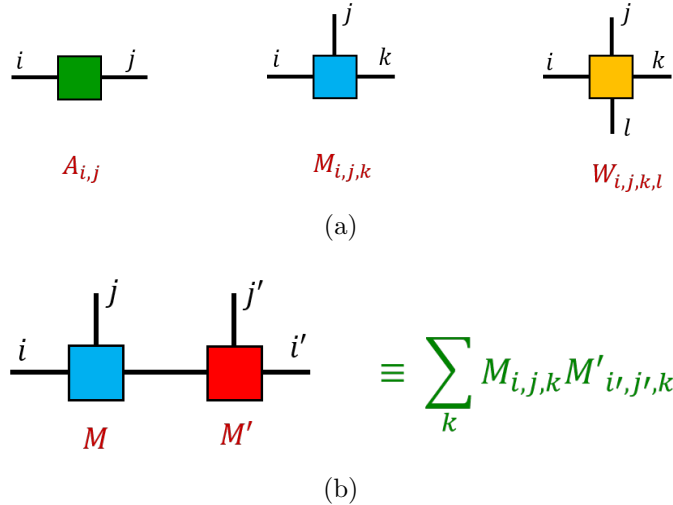 i j
i j k
i j k l
A_{i,j}
M_{i,j,k}
W_{i,j,k,l}
(a)
i j j′ i′
M M′
≡ ∑_k M_{i,j,k} M′_{i′,j′,k}
(b)